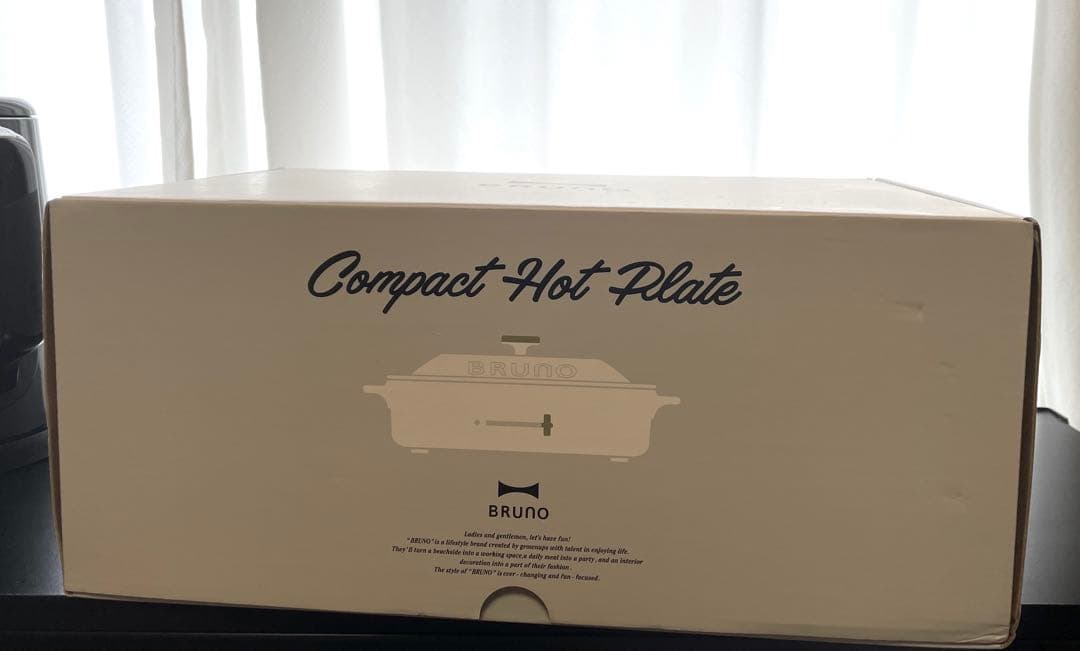 BRUNO
Compact Hot Plate
BRUNO
BRUNO
Ladies and gentlemen, let's have fun!
"BRUNO" is a lifestyle brand created by grownups with talent in enjoying life.
They'll turn a beachside into a working space, a daily meal into a party, and an interior
decoration into a part of their fashion.
The style of "BRUNO" is ever - changing and fun - focused.